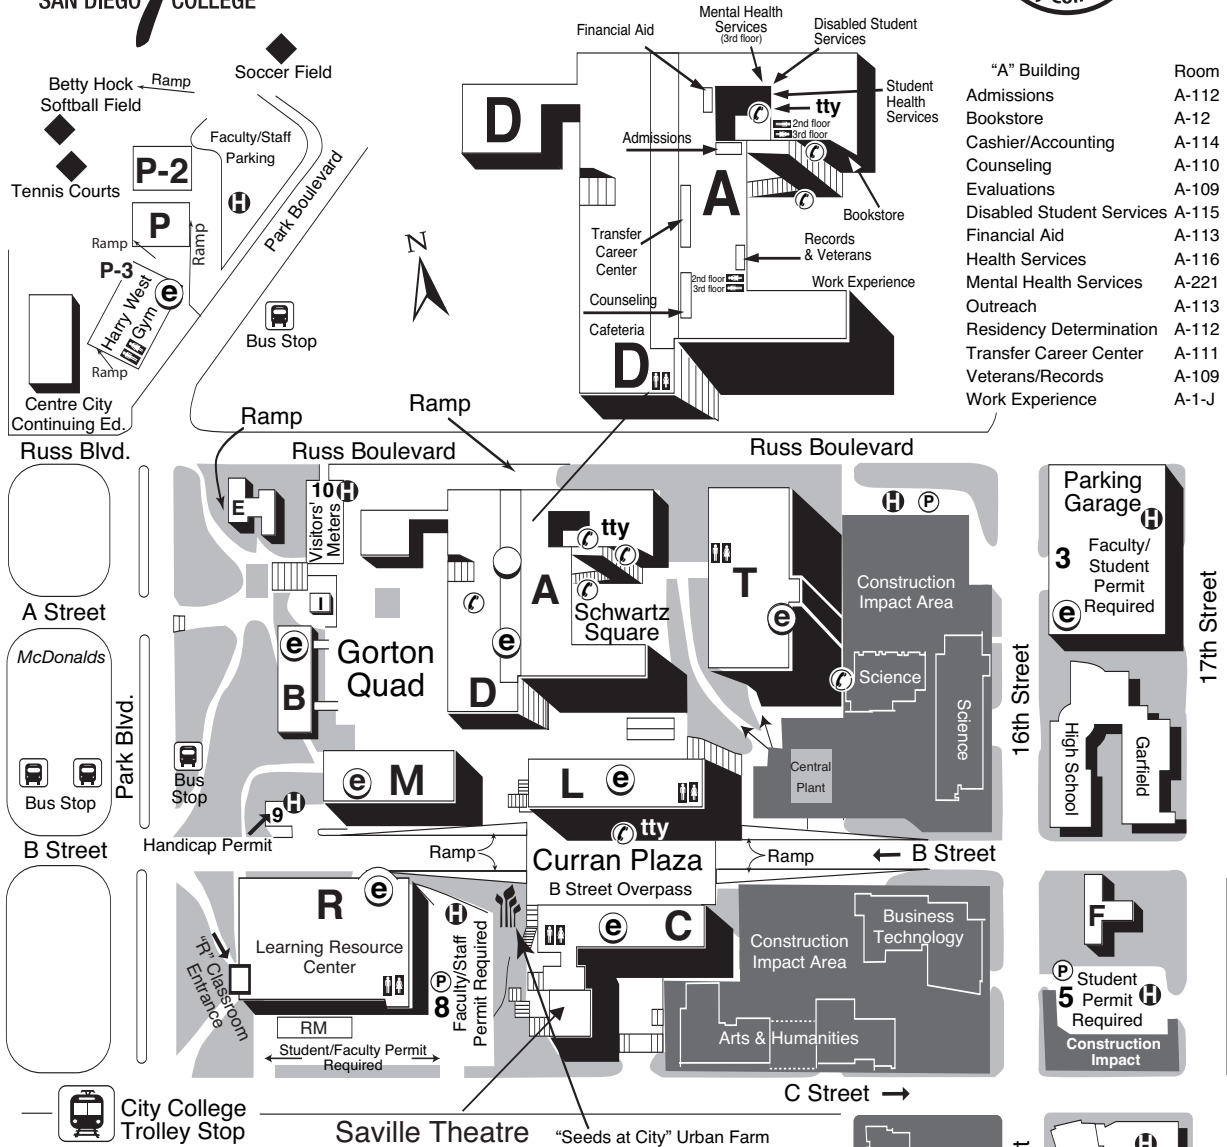 SAN DIEGO COLLEGE
Soccer Field
Betty Hock
Softball Field
Ramp
Tennis Courts
P-2
Faculty/Staff
Parking
H
Park Boulevard
P
Ramp
Ramp
P-3
Harry West
Gym
e
Ramp
Centre City
Continuing Ed.
Bus Stop
N
Financial Aid
Mental Health
Services
(3rd floor)
Disabled Student
Services
Student
Health
Services
tty
2nd floor
3rd floor
Admissions
D
A
Bookstore
Transfer
Career
Center
Records
& Veterans
2nd floor
3rd floor
Work Experience
Counseling
Cafeteria
D
“A” Building Room
Admissions A-112
Bookstore A-12
Cashier/Accounting A-114
Counseling A-110
Evaluations A-109
Disabled Student Services A-115
Financial Aid A-113
Health Services A-116
Mental Health Services A-221
Outreach A-113
Residency Determination A-112
Transfer Career Center A-111
Veterans/Records A-109
Work Experience A-1-J
Ramp
Ramp
Russ Blvd.
Russ Boulevard
Russ Boulevard
E
10 H
Visitors'
Meters
I
A Street
McDonalds
Bus Stop
Park Blvd.
Bus
Stop
e
B
Gorton
Quad
tty
A
e
D
Schwartz
Square
T
e
H P
Construction
Impact Area
Science
Science
Central
Plant
16th Street
Parking
Garage
H
3
Faculty/
Student
Permit
Required
e
17th Street
High School
Garfield
e M
L e
tty
9 H
Handicap Permit
B Street
Ramp
Curran Plaza
B Street Overpass
Ramp
B Street
R
e
Learning Resource
Center
“R” Classroom
Entrance
RM
Student/Faculty Permit
Required
H
P
8
Faculty/Staff
Permit Required
e
C
Construction
Impact Area
Business
Technology
Arts & Humanities
F
P
5
Student
Permit
Required
H
Construction
Impact
C Street
City College
Trolley Stop
Saville Theatre
“Seeds at City” Urban Farm
H